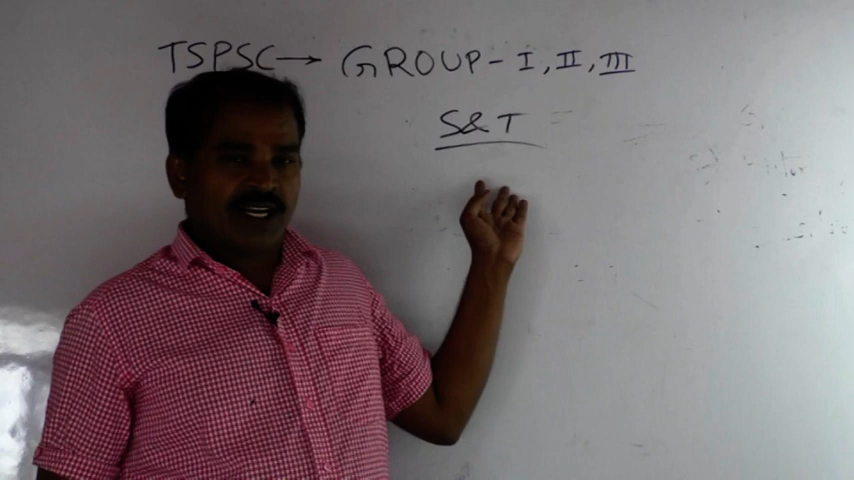 TSPSC → GROUP - I, II, III
S&T